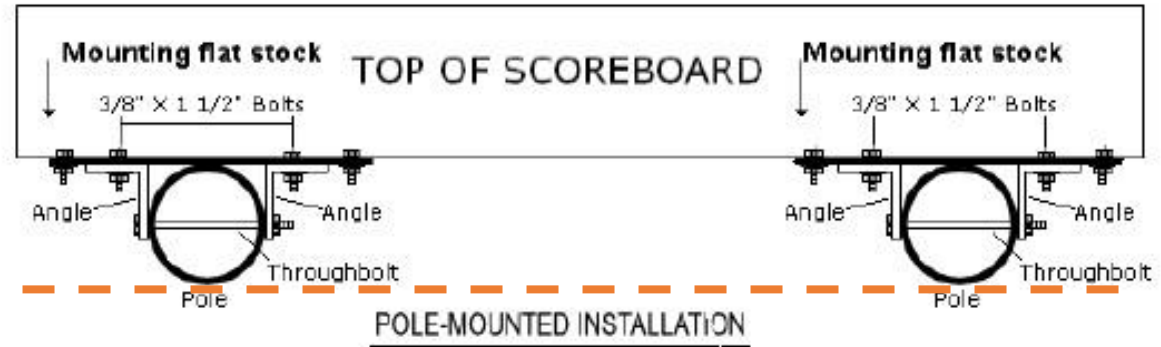 Mounting flat stock
TOP OF SCOREBOARD
Mounting flat stock
3/8" X 1 1/2" Bolts
3/8" X 1 1/2" Bolts
Angle
Angle
Angle
Angle
Throughbolt
Throughbolt
Pole
Pole
POLE-MOUNTED INSTALLATION